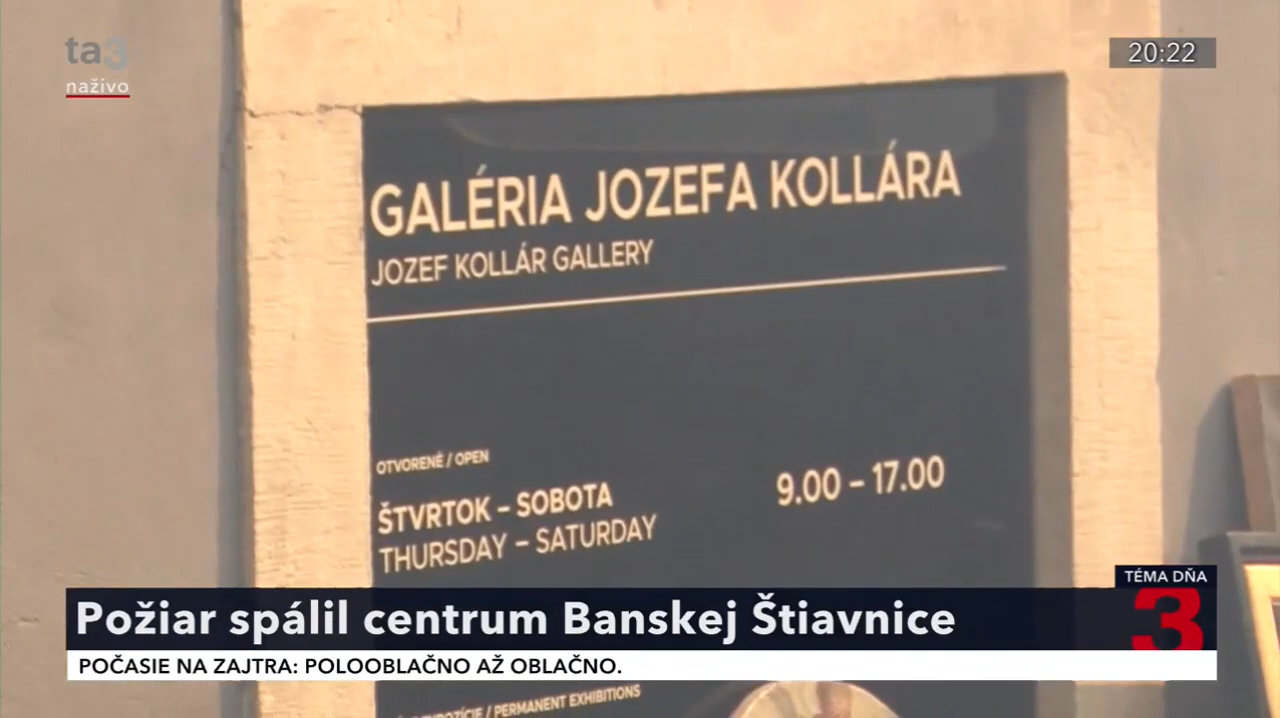 ta3
naživo
20:22
GALÉRIA JOZEFA KOLLÁRA
JOZEF KOLLÁR GALLERY
OTVORENÉ / OPEN
ŠTVRTOK – SOBOTA
9.00 – 17.00
THURSDAY – SATURDAY
TÉMA DŇA
3
Požiar spálil centrum Banskej Štiavnice
POČASIE NA ZAJTRA: POLOOBLAČNO AŽ OBLAČNO.
/ PERMANENT EXHIBITIONS